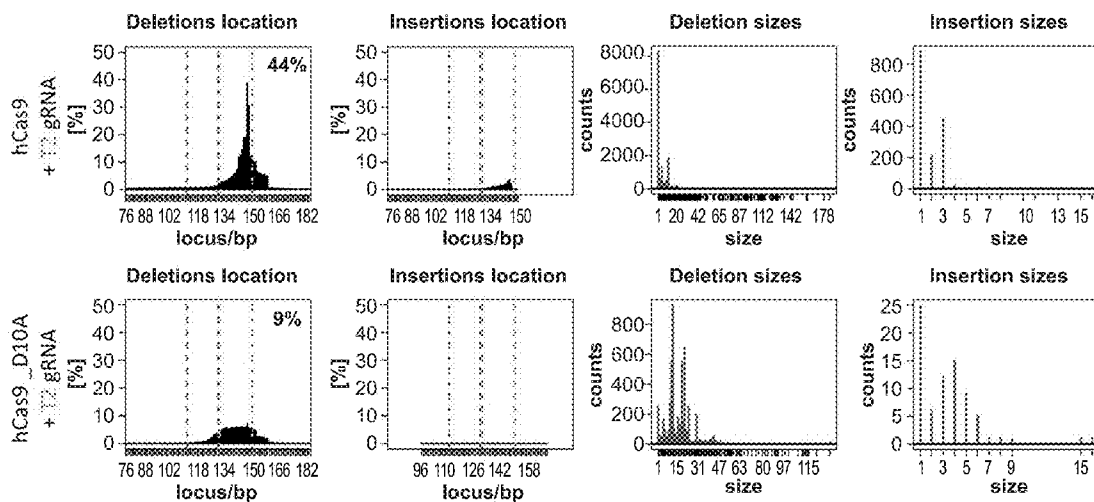 hCas9
+ T2 gRNA
Deletions location
44%
50
40
30
20
10
0
[%]
76 88 102 118 134 150 166 182
locus/bp
Insertions location
50
40
30
20
10
0
[%]
76 88 102 118 134 150
locus/bp
Deletion sizes
8000
6000
4000
2000
0
counts
1 20 42 65 87 112 142 178
size
Insertion sizes
800
600
400
200
0
counts
1 3 5 7 10 13 15
size
hCas9_D10A
+ T2 gRNA
Deletions location
9%
50
40
30
20
10
0
[%]
76 88 102 118 134 150 166 182
locus/bp
Insertions location
50
40
30
20
10
0
[%]
96 110 126 142 158
locus/bp
Deletion sizes
800
600
400
200
0
counts
1 15 31 47 63 80 97 115
size
Insertion sizes
25
20
15
10
5
0
counts
1 3 5 7 9 15
size